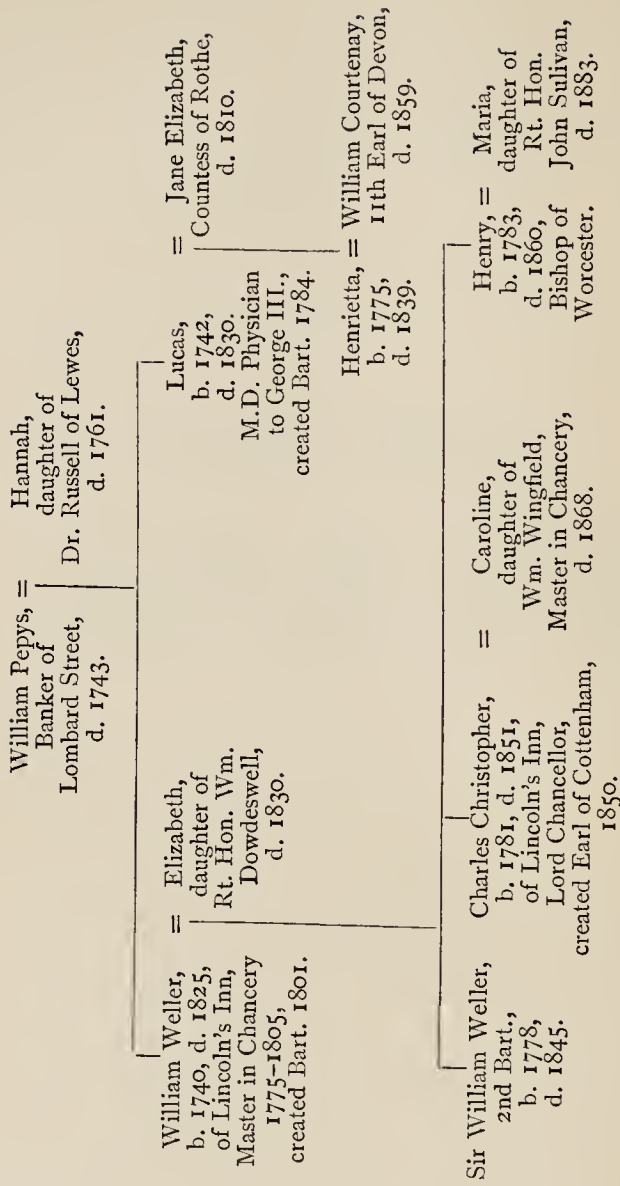 William Pepys, =
Banker of
Lombard Street,
d. 1743.
Hannah,
daughter of
Dr. Russell of Lewes,
d. 1761.
William Weller,
b. 1740, d. 1825,
of Lincoln's Inn,
Master in Chancery
1775-1805,
created Bart. 1801.
=
Elizabeth,
daughter of
Rt. Hon. Wm.
Dowdeswell,
d. 1830.
Lucas,
b. 1742,
d. 1830.
M.D. Physician
to George III.,
created Bart. 1784.
=
Jane Elizabeth,
Countess of Rothe,
d. 1810.
Henrietta, =
b. 1775,
d. 1839.
William Courtenay,
11th Earl of Devon,
d. 1859.
Sir William Weller,
2nd Bart.,
b. 1778,
d. 1845.
Charles Christopher,
b. 1781, d. 1851,
of Lincoln's Inn,
Lord Chancellor,
created Earl of Cottenham,
1850.
=
Caroline,
daughter of
Wm. Wingfield,
Master in Chancery,
d. 1868.
Henry, =
b. 1783,
d. 1860,
Bishop of
Worcester.
Maria,
daughter of
Rt. Hon.
John Sulivan,
d. 1883.